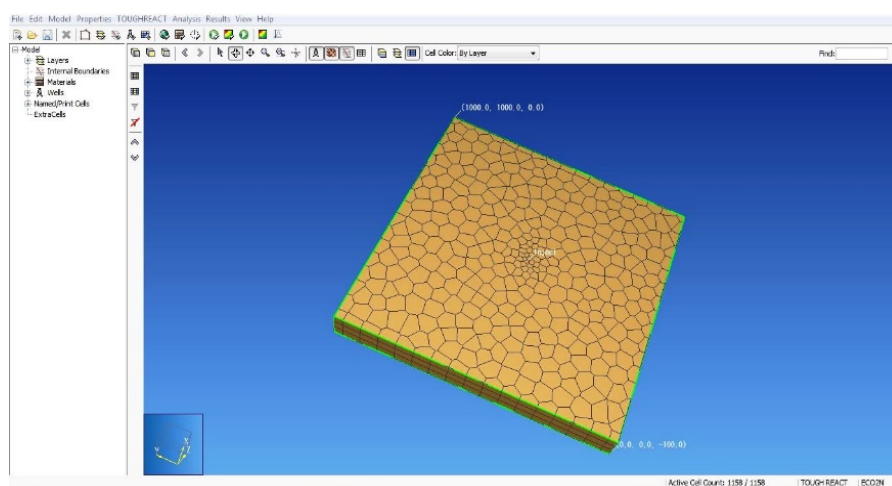 File Edit Model Properties TOUGHREACT Analysis Results View Help
Model
Layers
Internal Boundaries
Materials
Wells
Named/Print Cells
ExtraCells
Cell Color: By Layer
Find:
(1000.0, 1000.0, 0.0)
0.0, 0.0, -100.0)
Active Cell Count: 1158 / 1158
TOUGHREACT
ECO2N